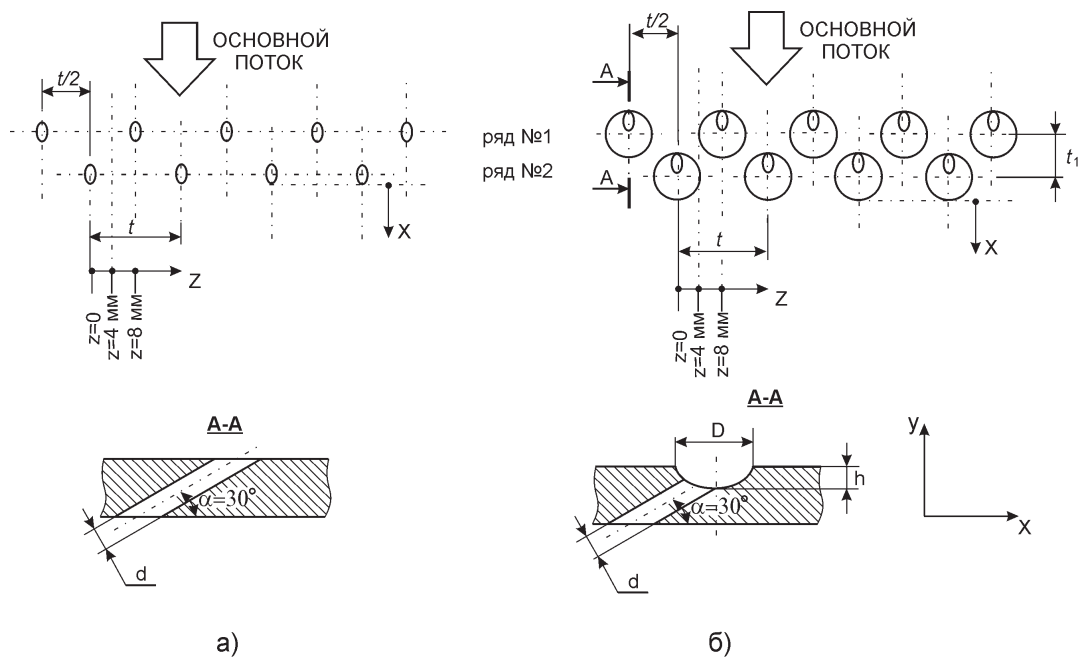 t/2
ОСНОВНОЙ
ПОТОК
t
X
Z
z=0
z=4 мм
z=8 мм
А-А
α=30°
d
а)
ряд №1
ряд №2
t/2
ОСНОВНОЙ
ПОТОК
А
А
t₁
t
X
Z
z=0
z=4 мм
z=8 мм
А-А
D
h
α=30°
d
y
X
б)